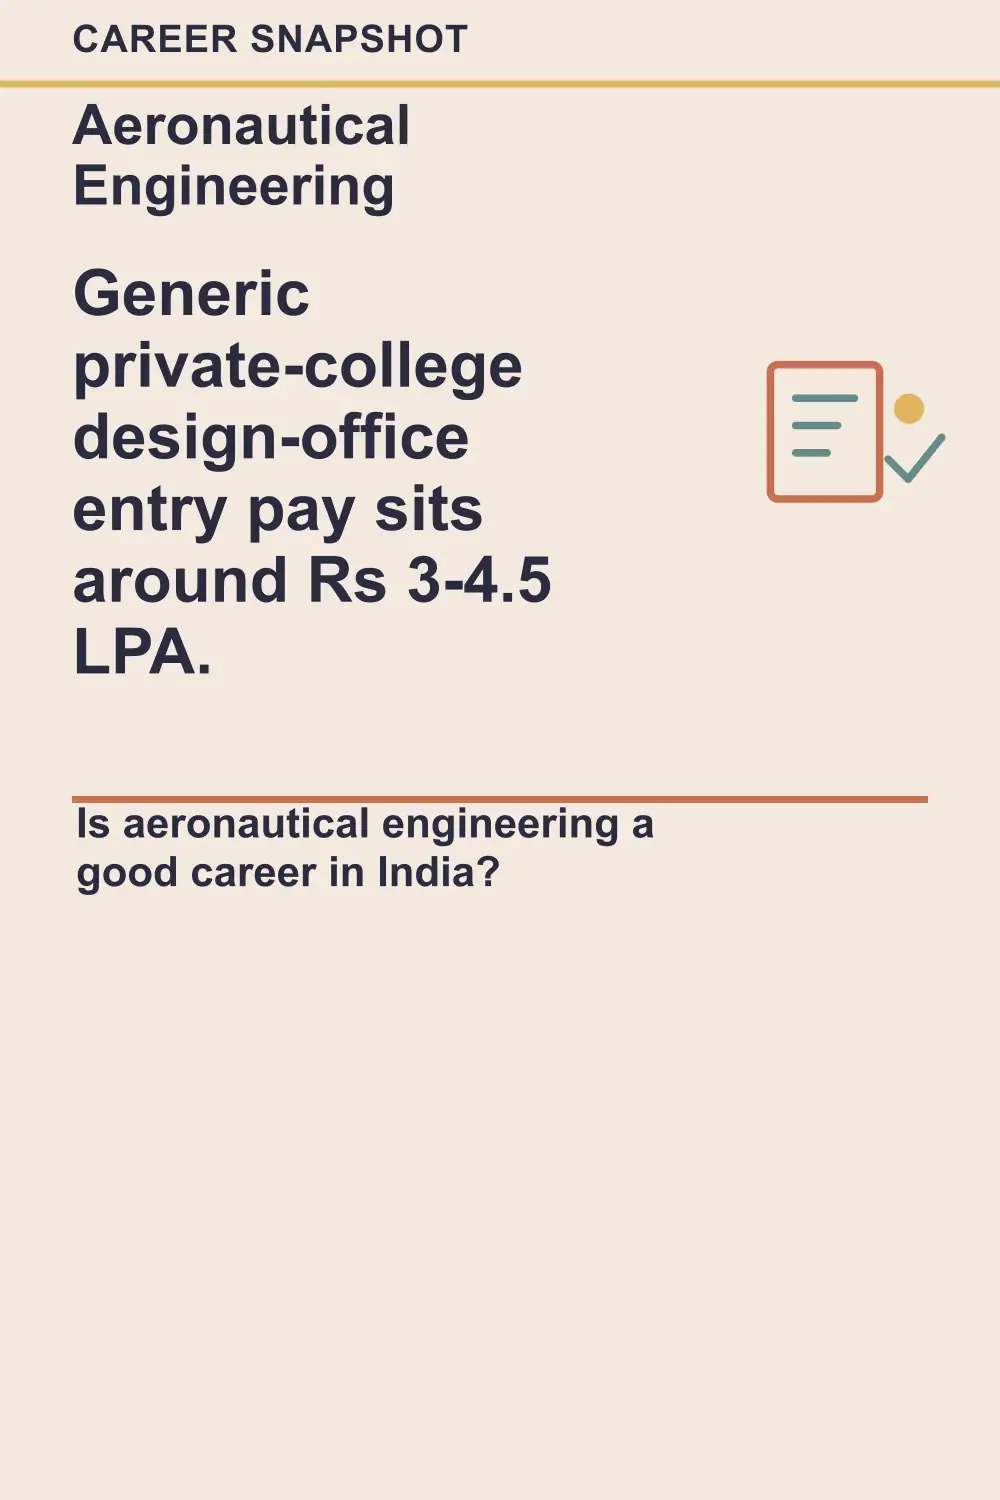 CAREER SNAPSHOT
Aeronautical
Engineering
Generic
private-college
design-office
entry pay sits
around Rs 3-4.5
LPA.
Is aeronautical engineering a
good career in India?